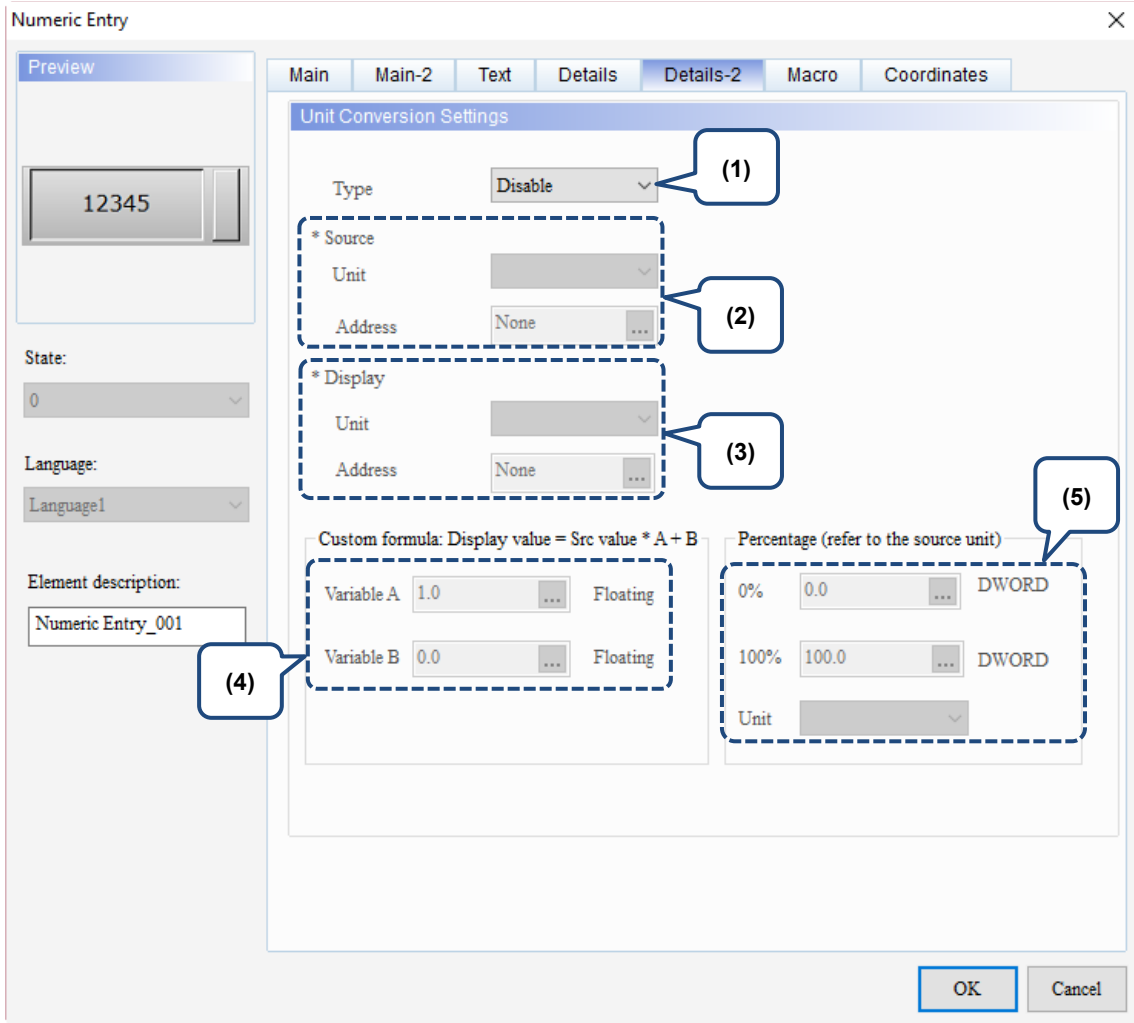 Numeric Entry
Preview
12345
State:
0
Language:
Language1
Element description:
Numeric Entry_001
Main Main-2 Text Details Details-2 Macro Coordinates
Unit Conversion Settings
Type Disable (1)
* Source
Unit
Address None ... (2)
* Display
Unit
Address None ... (3)
Custom formula: Display value = Src value * A + B
Variable A 1.0 ... Floating
Variable B 0.0 ... Floating
(4)
Percentage (refer to the source unit)
(5)
0% 0.0 ... DWORD
100% 100.0 ... DWORD
Unit
OK Cancel